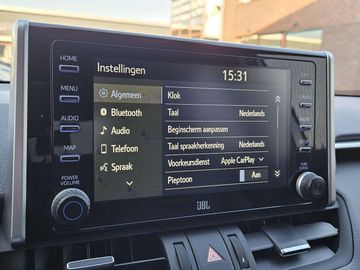 Instellingen
15:31
HOME
MENU
AUDIO
MAP
POWER
VOLUME
Algemeen
Bluetooth
Audio
Telefoon
Spraak
Klok
Taal Nederlands
Beginscherm aanpassen
Taal spraakherkenning Nederlands
Voorkeursdienst Apple CarPlay
Pieptoon Aan
JBL